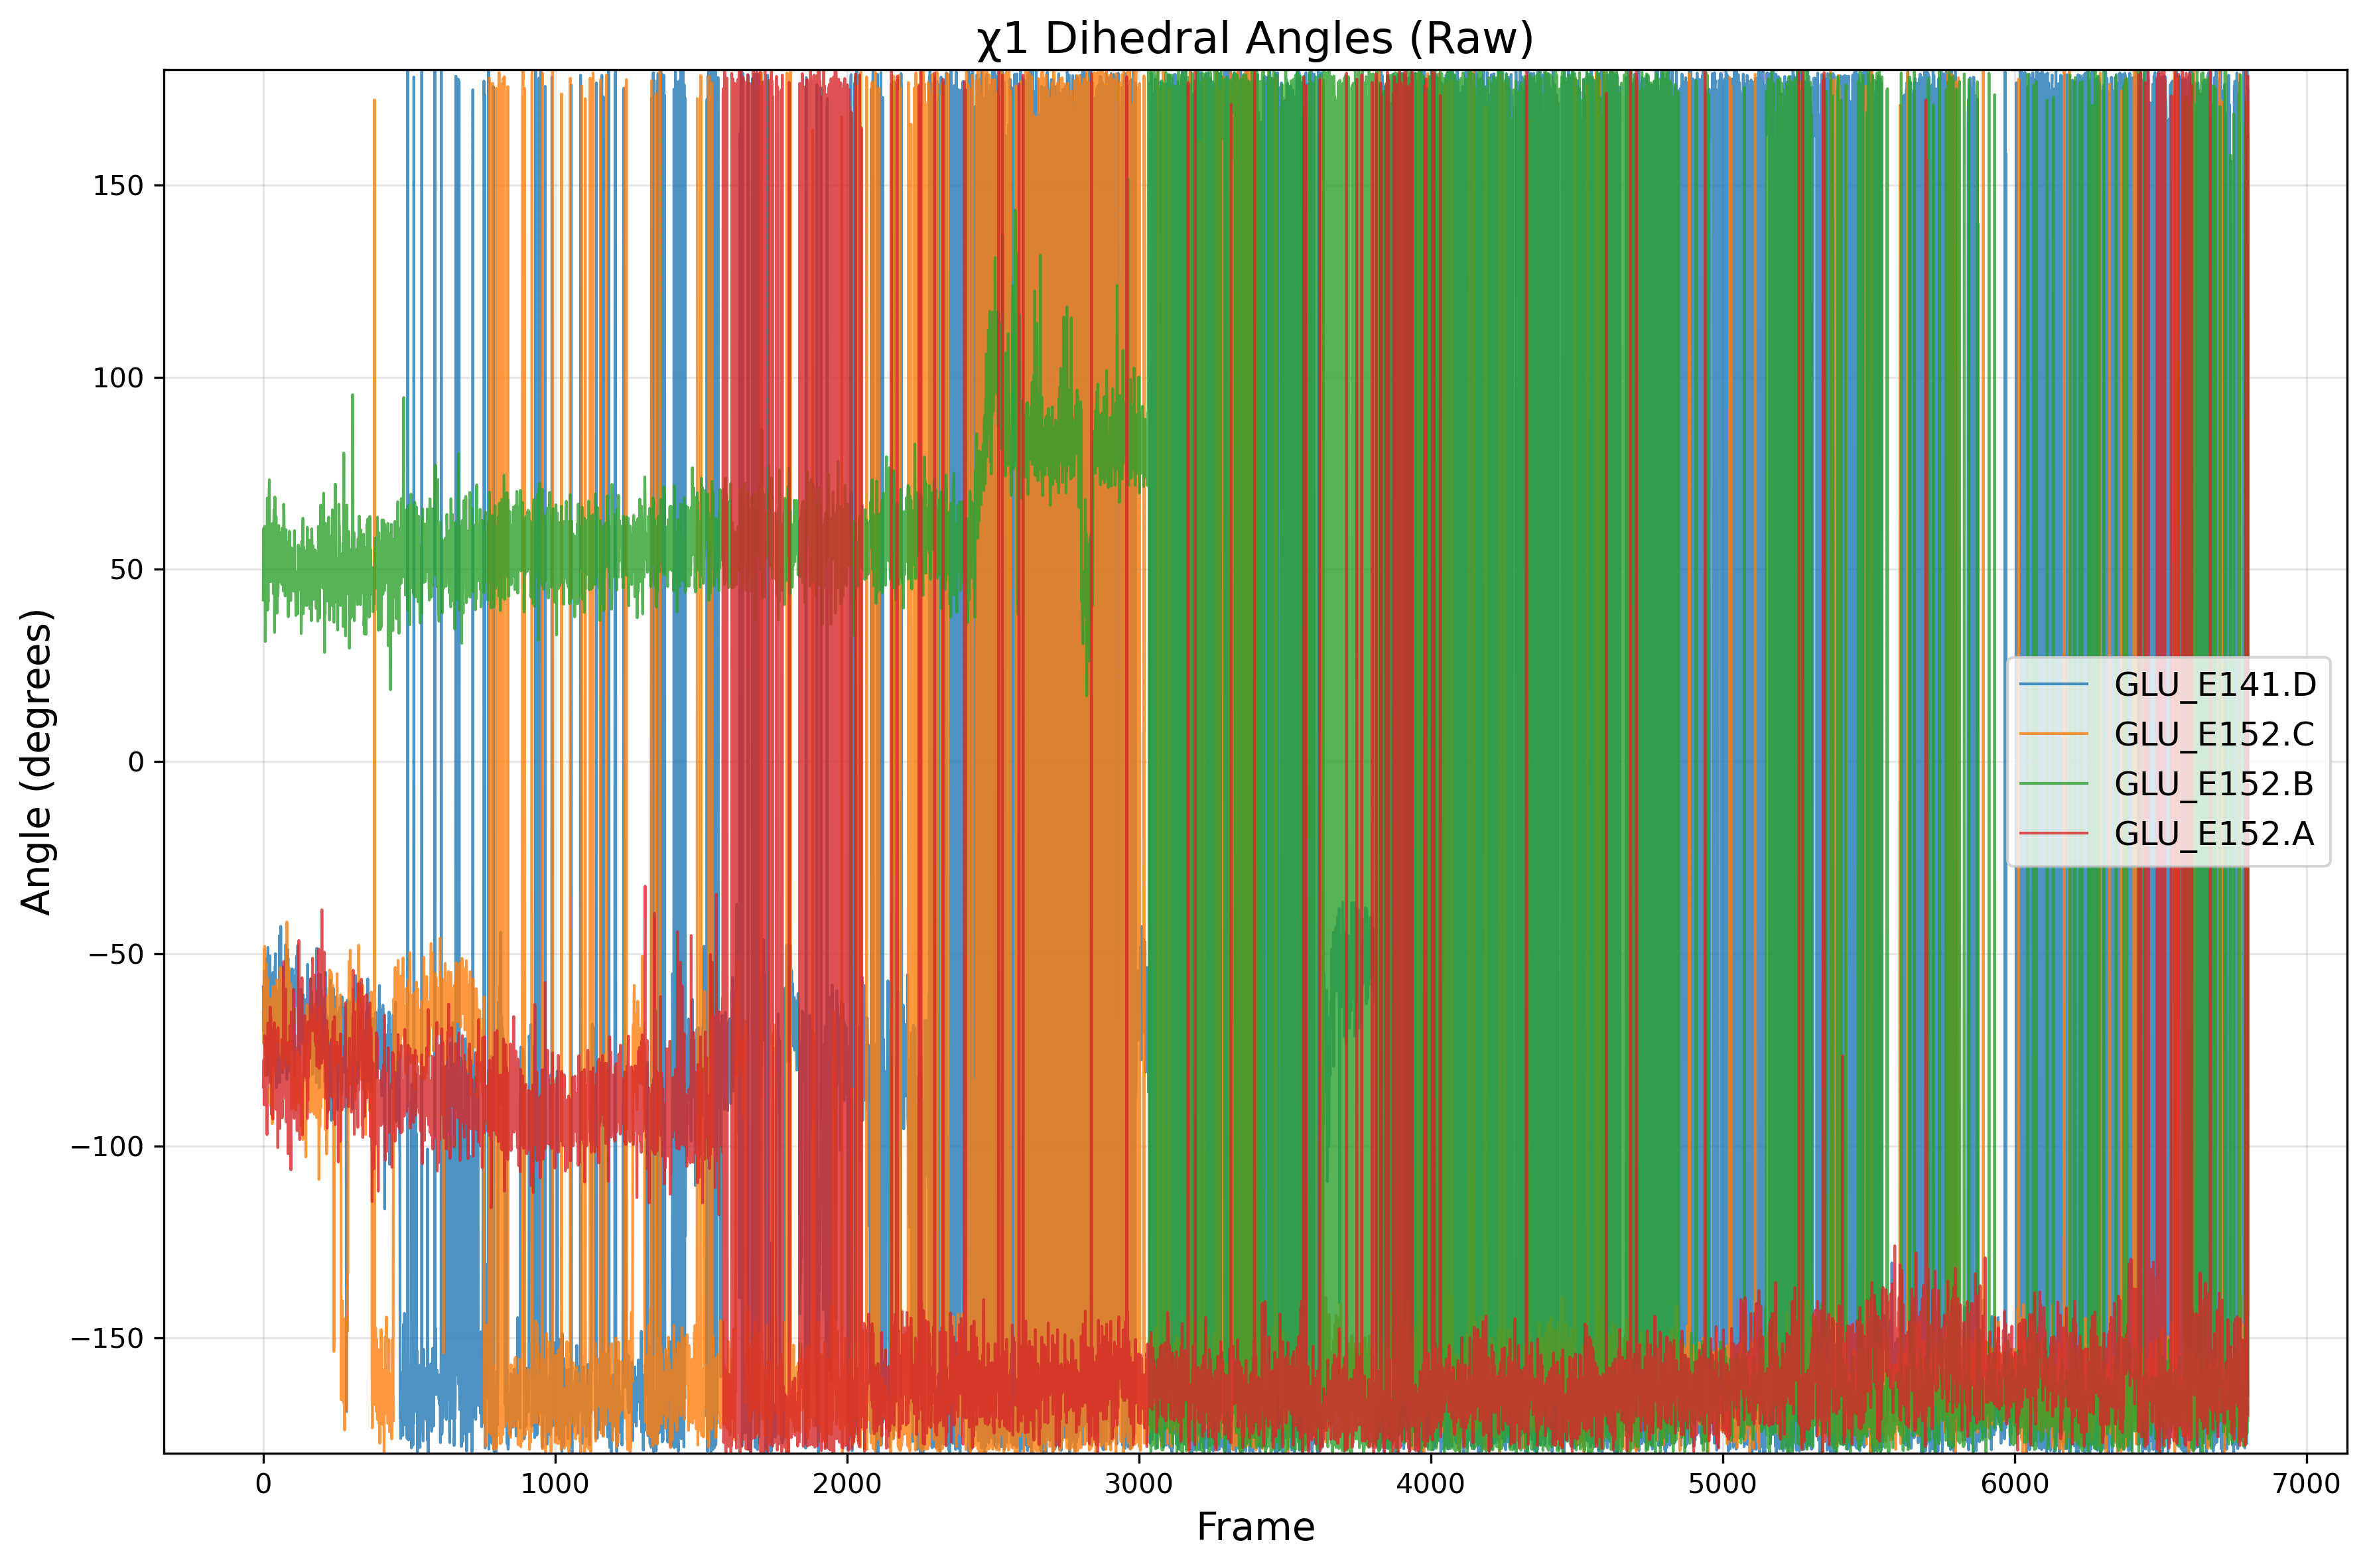 χ1 Dihedral Angles (Raw)
150
100
50
0
−50
−100
−150
Angle (degrees)
GLU_E141.D
GLU_E152.C
GLU_E152.B
GLU_E152.A
0 1000 2000 3000 4000 5000 6000 7000
Frame